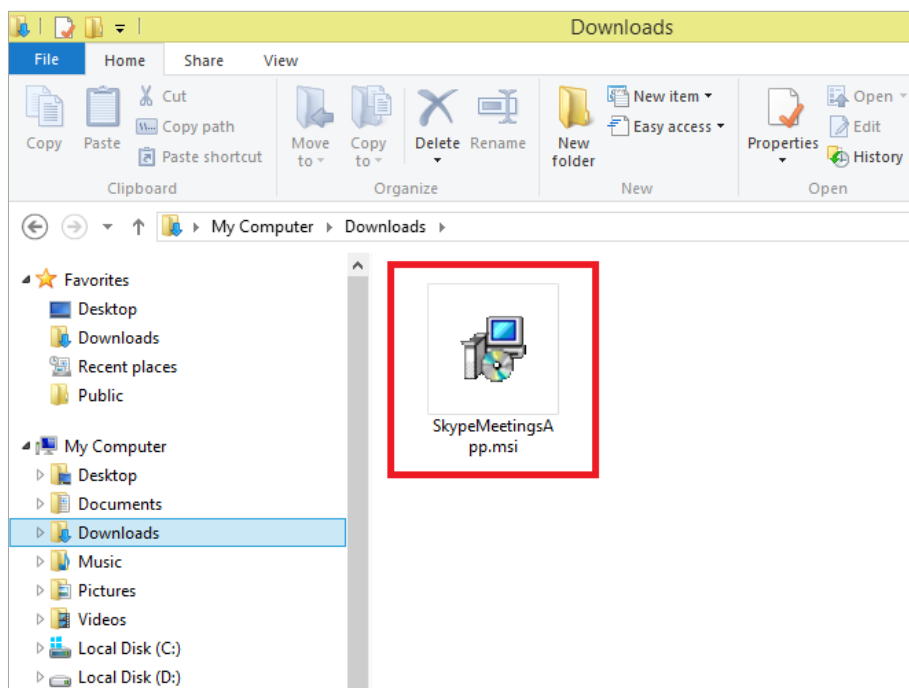 Downloads
File Home Share View
Copy
Paste
Cut
Copy path
Paste shortcut
Clipboard
Move
to
Copy
to
Delete
Rename
Organize
New
folder
New item
Easy access
New
Properties
Open
Edit
History
Open
My Computer Downloads
Favorites
Desktop
Downloads
Recent places
Public
My Computer
Desktop
Documents
Downloads
Music
Pictures
Videos
Local Disk (C:)
Local Disk (D:)
SkypeMeetingsA
pp.msi